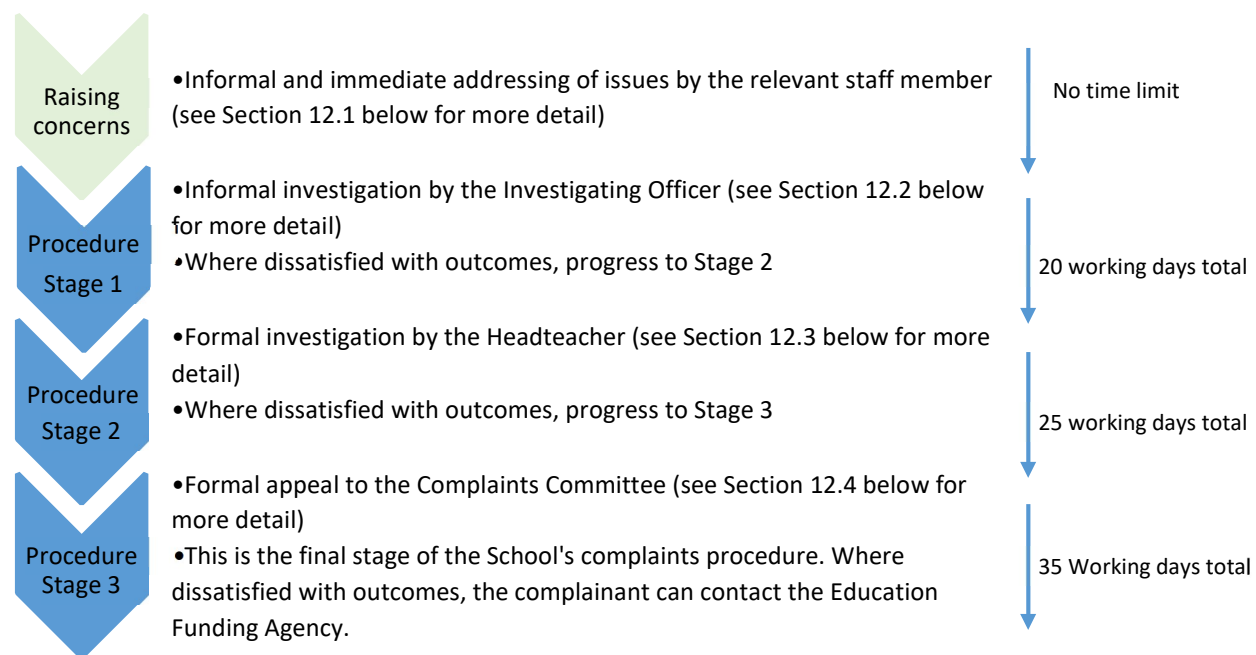 Raising
concerns
•Informal and immediate addressing of issues by the relevant staff member
(see Section 12.1 below for more detail)
No time limit
Procedure
Stage 1
•Informal investigation by the Investigating Officer (see Section 12.2 below
for more detail)
•Where dissatisfied with outcomes, progress to Stage 2
20 working days total
Procedure
Stage 2
•Formal investigation by the Headteacher (see Section 12.3 below for more
detail)
•Where dissatisfied with outcomes, progress to Stage 3
25 working days total
Procedure
Stage 3
•Formal appeal to the Complaints Committee (see Section 12.4 below for
more detail)
•This is the final stage of the School's complaints procedure. Where
dissatisfied with outcomes, the complainant can contact the Education
Funding Agency.
35 Working days total